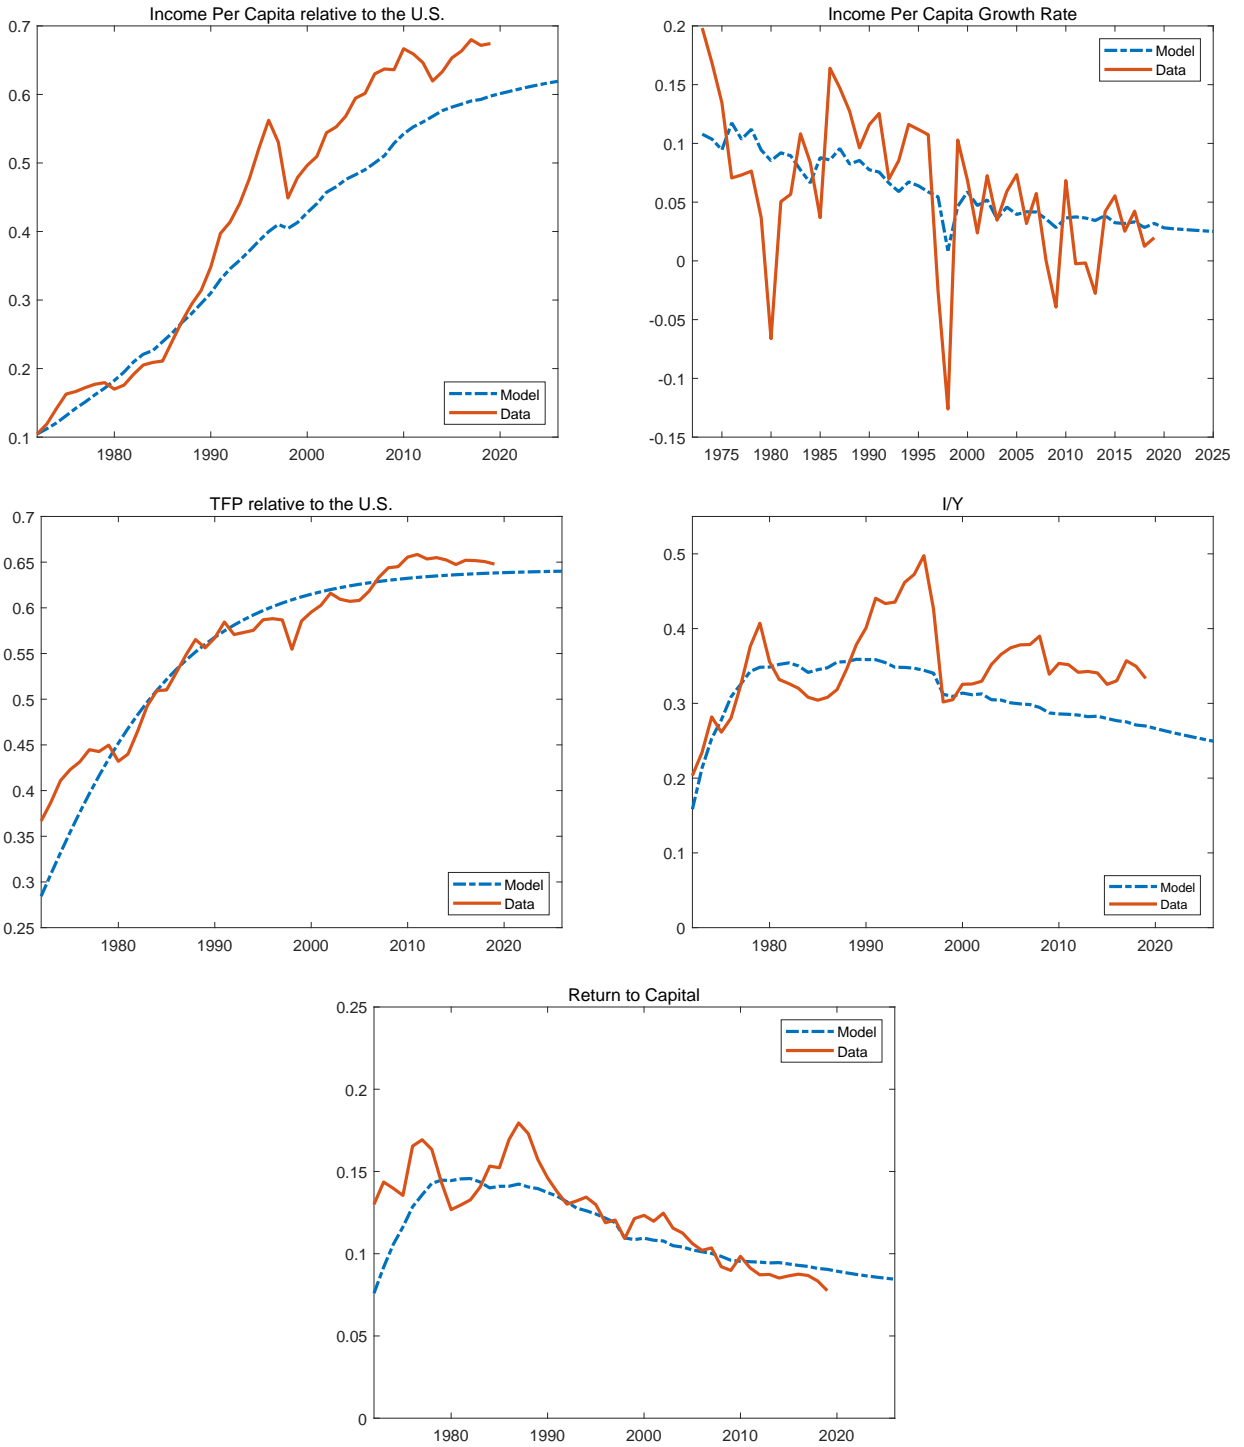 Income Per Capita relative to the U.S.
0.7
0.6
0.5
0.4
0.3
0.2
0.1
1980 1990 2000 2010 2020
Model
Data
Income Per Capita Growth Rate
0.2
0.15
0.1
0.05
0
-0.05
-0.1
-0.15
1975 1980 1985 1990 1995 2000 2005 2010 2015 2020 2025
Model
Data
TFP relative to the U.S.
0.7
0.65
0.6
0.55
0.5
0.45
0.4
0.35
0.3
0.25
1980 1990 2000 2010 2020
Model
Data
I/Y
0.5
0.4
0.3
0.2
0.1
0
1980 1990 2000 2010 2020
Model
Data
Return to Capital
0.25
0.2
0.15
0.1
0.05
0
1980 1990 2000 2010 2020
Model
Data